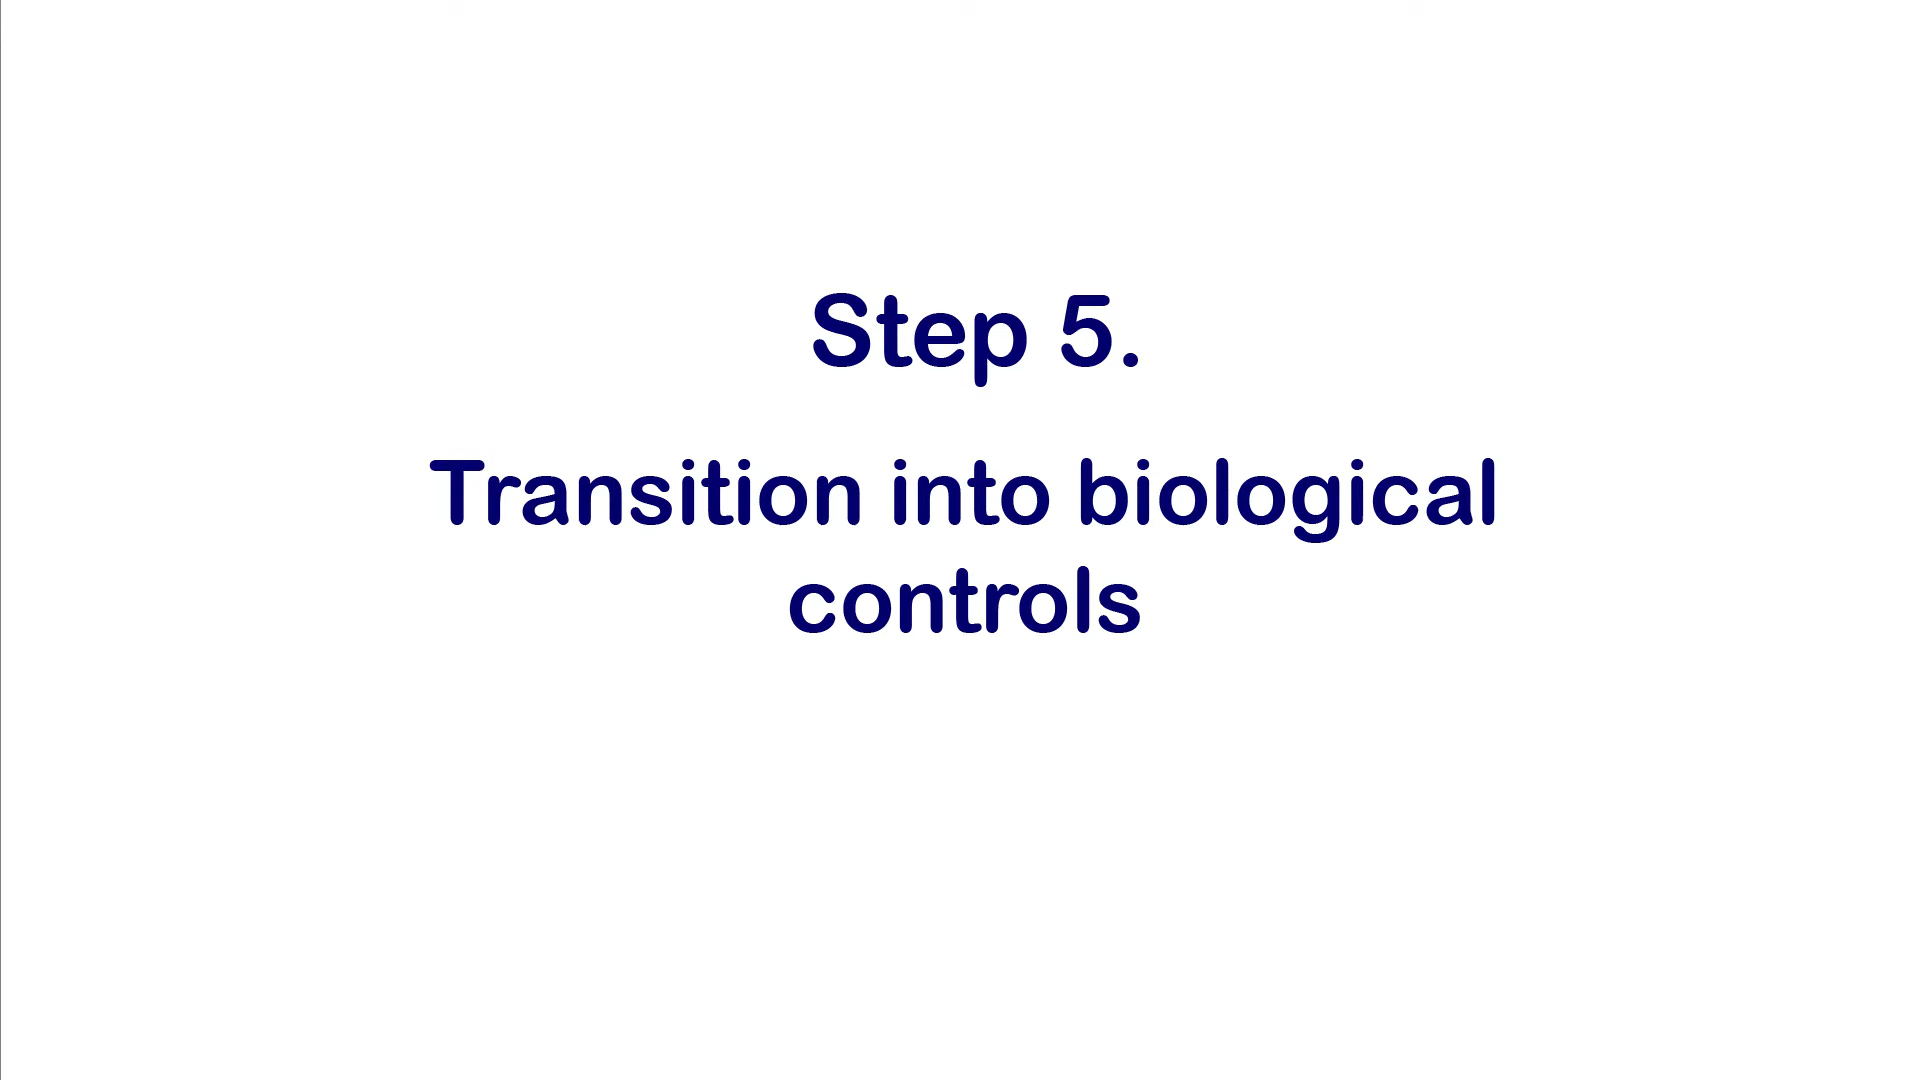 Step 5.
Transition into biological
controls